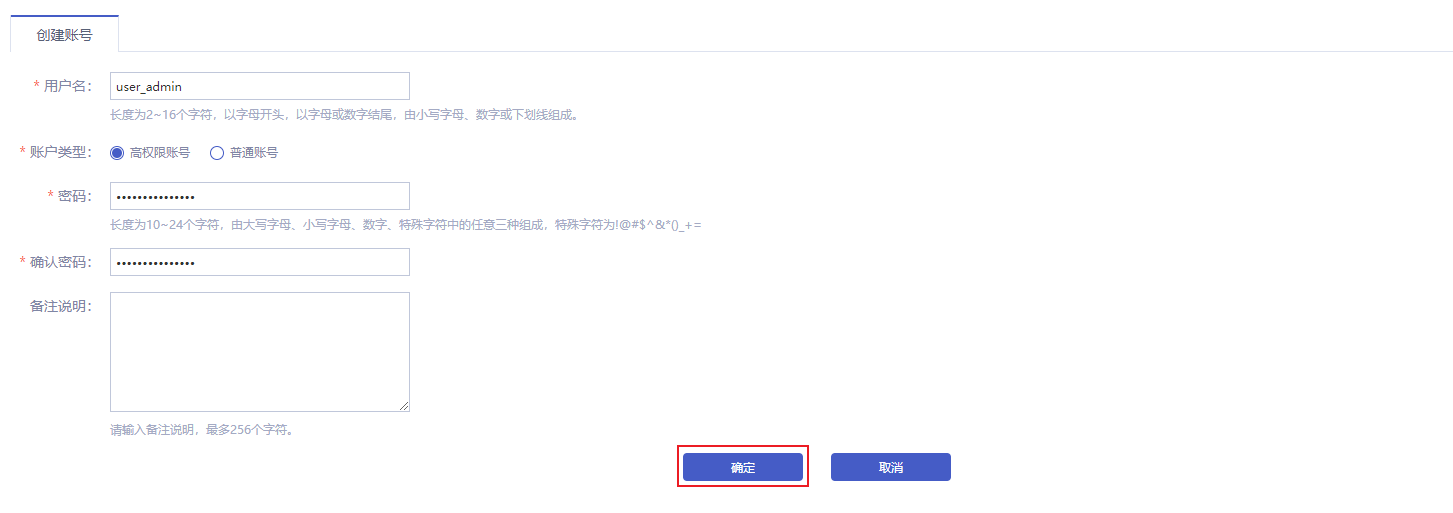 创建账号
* 用户名: user_admin
长度为2~16个字符，以字母开头，以字母或数字结尾，由小写字母、数字或下划线组成。
* 账户类型: 高权限账号 普通账号
* 密码: •••••••••••••••
长度为10~24个字符，由大写字母、小写字母、数字、特殊字符中的任意三种组成，特殊字符为!@#$^&*()_+=
* 确认密码: •••••••••••••••
备注说明:
请输入备注说明，最多256个字符。
确定 取消